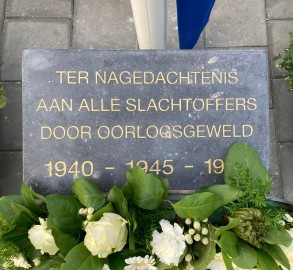 TER NAGEDACHTENIS
AAN ALLE SLACHTOFFERS
DOOR OORLOGSGEWELD
1940 - 1945 -